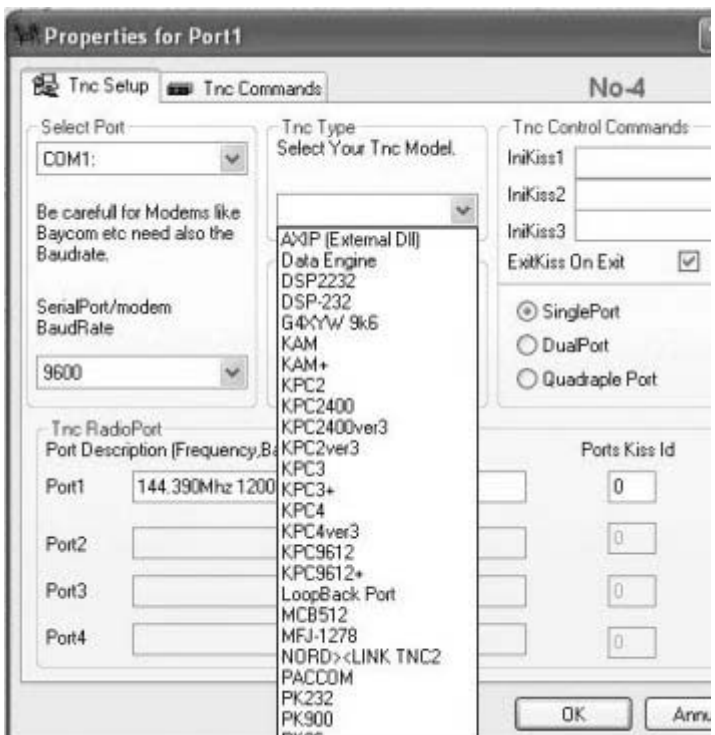 Properties for Port1
Tnc Setup
Tnc Commands
No-4
Select Port
COM1:
Be carefull for Modems like
Baycom etc need also the
Baudrate.
SerialPort/modem
BaudRate
9600
Tnc Type
Select Your Tnc Model.
AXIP (External Dll)
Data Engine
DSP2232
DSP-232
G4XYW 9k6
KAM
KAM+
KPC2
KPC2400
KPC2400ver3
KPC2ver3
KPC3
KPC3+
KPC4
KPC4ver3
KPC9612
KPC9612+
LoopBack Port
MCB512
MFJ-1278
NORD><LINK TNC2
PACCOM
PK232
PK900
Tnc Control Commands
IniKiss1
IniKiss2
IniKiss3
ExitKiss On Exit
SinglePort
DualPort
Quadraple Port
Tnc RadioPort
Port Description (Frequency,Ba
Ports Kiss Id
Port1
144.390Mhz 1200
0
Port2
0
Port3
0
Port4
0
OK
Annu